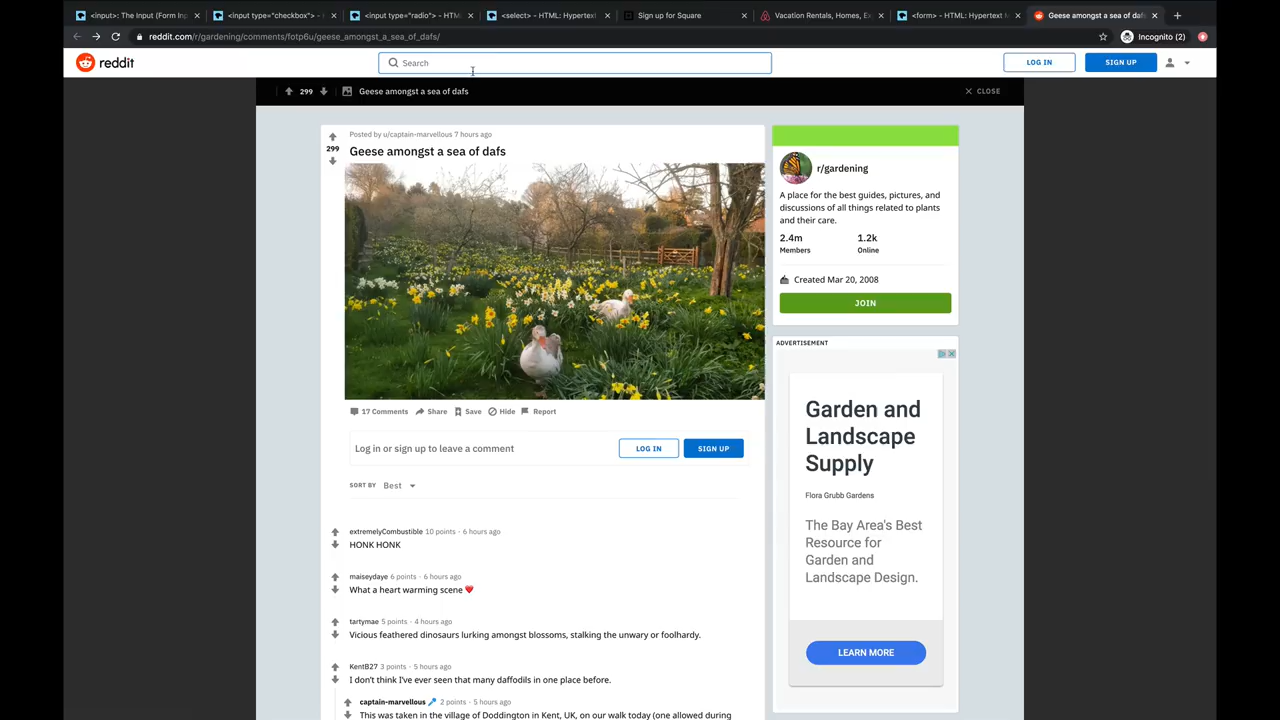 <input>: The Input (Form In
<input type="checkbox"> - H
<input type="radio"> - HTM
<select> - HTML: Hypertext
Sign up for Square
Vacation Rentals, Homes, Ex
<form> - HTML: Hypertext M
Geese amongst a sea of dafs
reddit.com/r/gardening/comments/fotp6u/geese_amongst_a_sea_of_dafs/
Incognito (2)
reddit
Search
LOG IN
SIGN UP
299
Geese amongst a sea of dafs
CLOSE
Posted by u/captain-marvellous 7 hours ago
299
Geese amongst a sea of dafs
17 Comments
Share
Save
Hide
Report
Log in or sign up to leave a comment
LOG IN
SIGN UP
SORT BY Best
extremelyCombustible 10 points · 6 hours ago
HONK HONK
maiseydaye 6 points · 6 hours ago
What a heart warming scene ❤️
tartymae 5 points · 4 hours ago
Vicious feathered dinosaurs lurking amongst blossoms, stalking the unwary or foolhardy.
KentB27 3 points · 5 hours ago
I don't think I've ever seen that many daffodils in one place before.
captain-marvellous 2 points · 5 hours ago
This was taken in the village of Doddington in Kent, UK, on our walk today (one allowed during
r/gardening
A place for the best guides, pictures, and
discussions of all things related to plants
and their care.
2.4m
Members
1.2k
Online
Created Mar 20, 2008
JOIN
ADVERTISEMENT
Garden and
Landscape
Supply
Flora Grubb Gardens
The Bay Area's Best
Resource for
Garden and
Landscape Design.
LEARN MORE